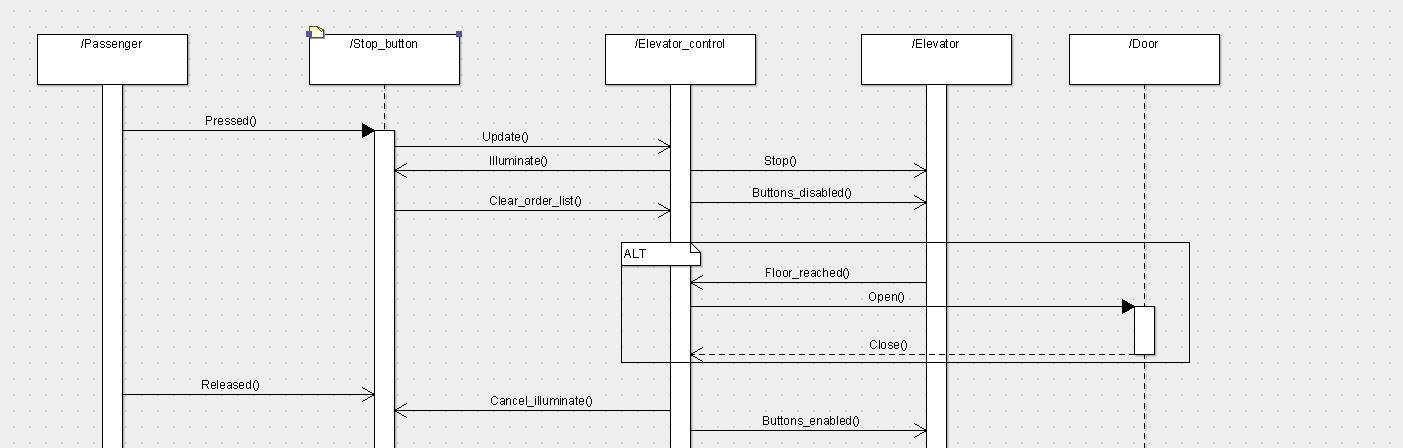 /Passenger
/Stop_button
/Elevator_control
/Elevator
/Door
Pressed()
Update()
Illuminate()
Stop()
Buttons_disabled()
Clear_order_list()
ALT
Floor_reached()
Open()
Close()
Released()
Cancel_illuminate()
Buttons_enabled()